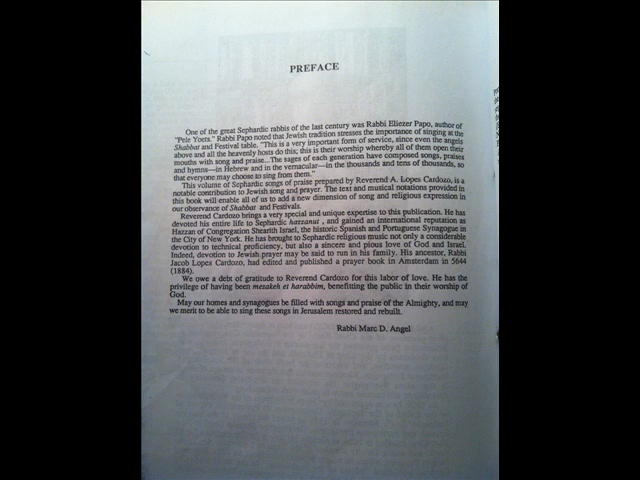 PREFACE
One of the great Sephardic rabbis of the last century was Rabbi Eliezer Papo, author of
"Pele Yoets." Rabbi Papo noted that Jewish tradition stresses the importance of singing at the
Shabbat and Festival table. "This is a very important form of service, since even the angels
above and all the heavenly hosts do this; this is their worship whereby all of them open their
mouths with song and praise...The sages of each generation have composed songs, praises
and hymns—in Hebrew and in the vernacular—in the thousands and tens of thousands, so
that everyone may choose to sing from them."
This volume of Sephardic songs of praise prepared by Reverend A. Lopes Cardozo, is a
notable contribution to Jewish song and prayer. The text and musical notations provided in
this book will enable all of us to add a new dimension of song and religious expression in
our observance of Shabbat and Festivals.
Reverend Cardozo brings a very special and unique expertise to this publication. He has
devoted his entire life to Sephardic hazzanut , and gained an international reputation as
Hazzan of Congregation Shearith Israel, the historic Spanish and Portuguese Synagogue in
the City of New York. He has brought to Sephardic religious music not only a considerable
devotion to technical proficiency, but also a sincere and pious love of God and Israel.
Indeed, devotion to Jewish prayer may be said to run in his family. His ancestor, Rabbi
Jacob Lopes Cardozo, had edited and published a prayer book in Amsterdam in 5644
(1884).
We owe a debt of gratitude to Reverend Cardozo for this labor of love. He has the
privilege of having been mezakeh et harabbim, benefitting the public in their worship of
God.
May our homes and synagogues be filled with songs and praise of the Almighty, and may
we merit to be able to sing these songs in Jerusalem restored and rebuilt.
Rabbi Marc D. Angel